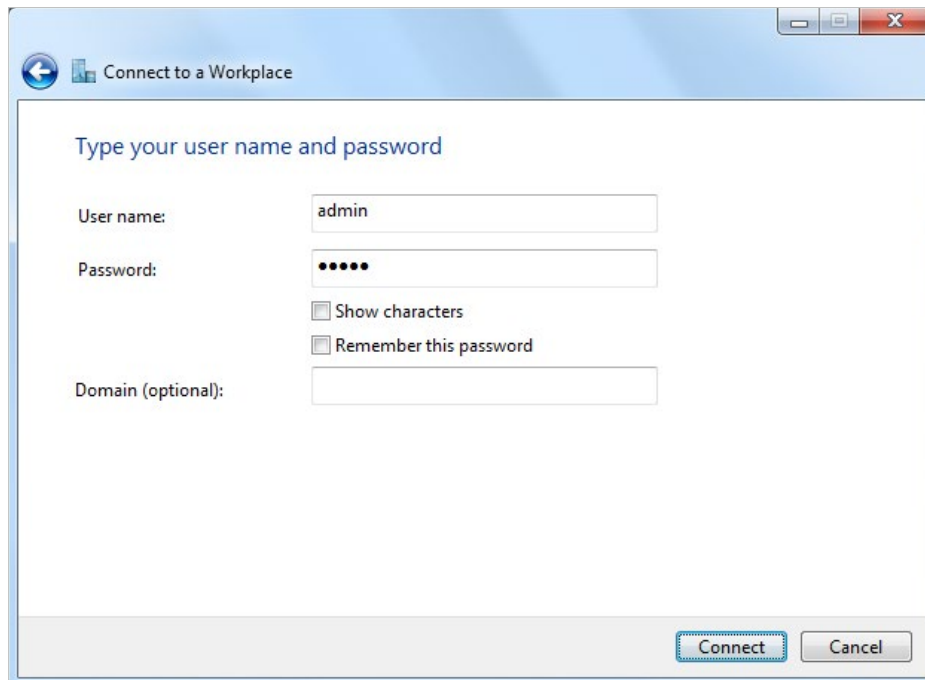 Connect to a Workplace
Type your user name and password
User name: admin
Password: •••••
Show characters
Remember this password
Domain (optional):
Connect Cancel